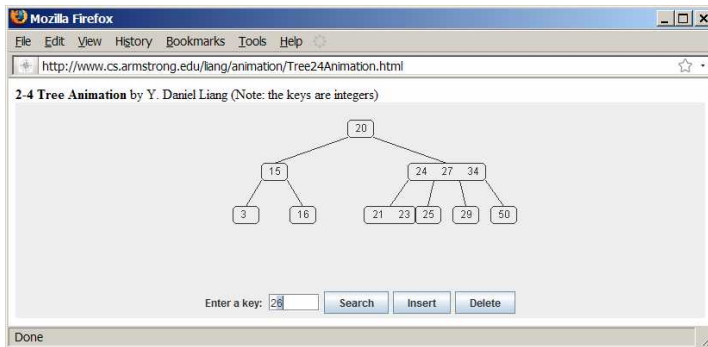 Mozilla Firefox
File Edit View History Bookmarks Tools Help
http://www.cs.armstrong.edu/liang/animation/Tree24Animation.html
2-4 Tree Animation by Y. Daniel Liang (Note: the keys are integers)
20
15 24 27 34
3 16 21 23 25 29 50
Enter a key: 26 Search Insert Delete
Done